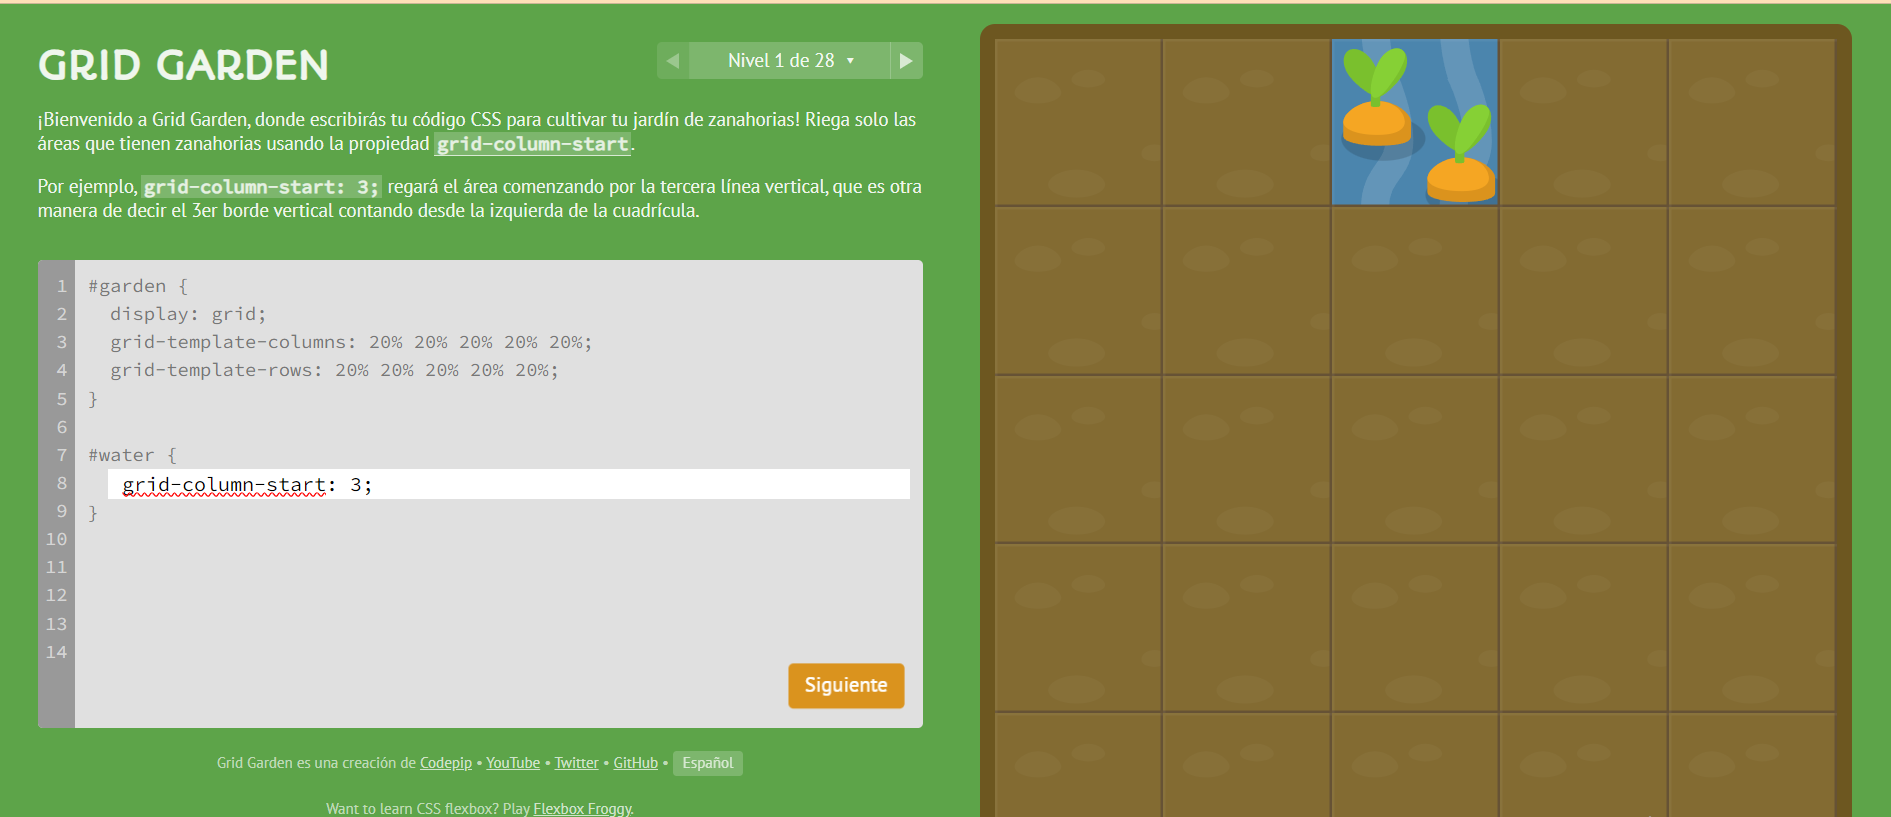 GRID GARDEN
◀ Nivel 1 de 28 ▼ ▶
¡Bienvenido a Grid Garden, donde escribirás tu código CSS para cultivar tu jardín de zanahorias! Riega solo las
áreas que tienen zanahorias usando la propiedad grid-column-start.
Por ejemplo, grid-column-start: 3; regará el área comenzando por la tercera línea vertical, que es otra
manera de decir el 3er borde vertical contando desde la izquierda de la cuadrícula.
1 #garden {
2   display: grid;
3   grid-template-columns: 20% 20% 20% 20% 20%;
4   grid-template-rows: 20% 20% 20% 20% 20%;
5 }
6
7 #water {
8   grid-column-start: 3;
9 }
10
11
12
13
14
Siguiente
Grid Garden es una creación de Codepip • YouTube • Twitter • GitHub • Español
Want to learn CSS flexbox? Play Flexbox Froggy.